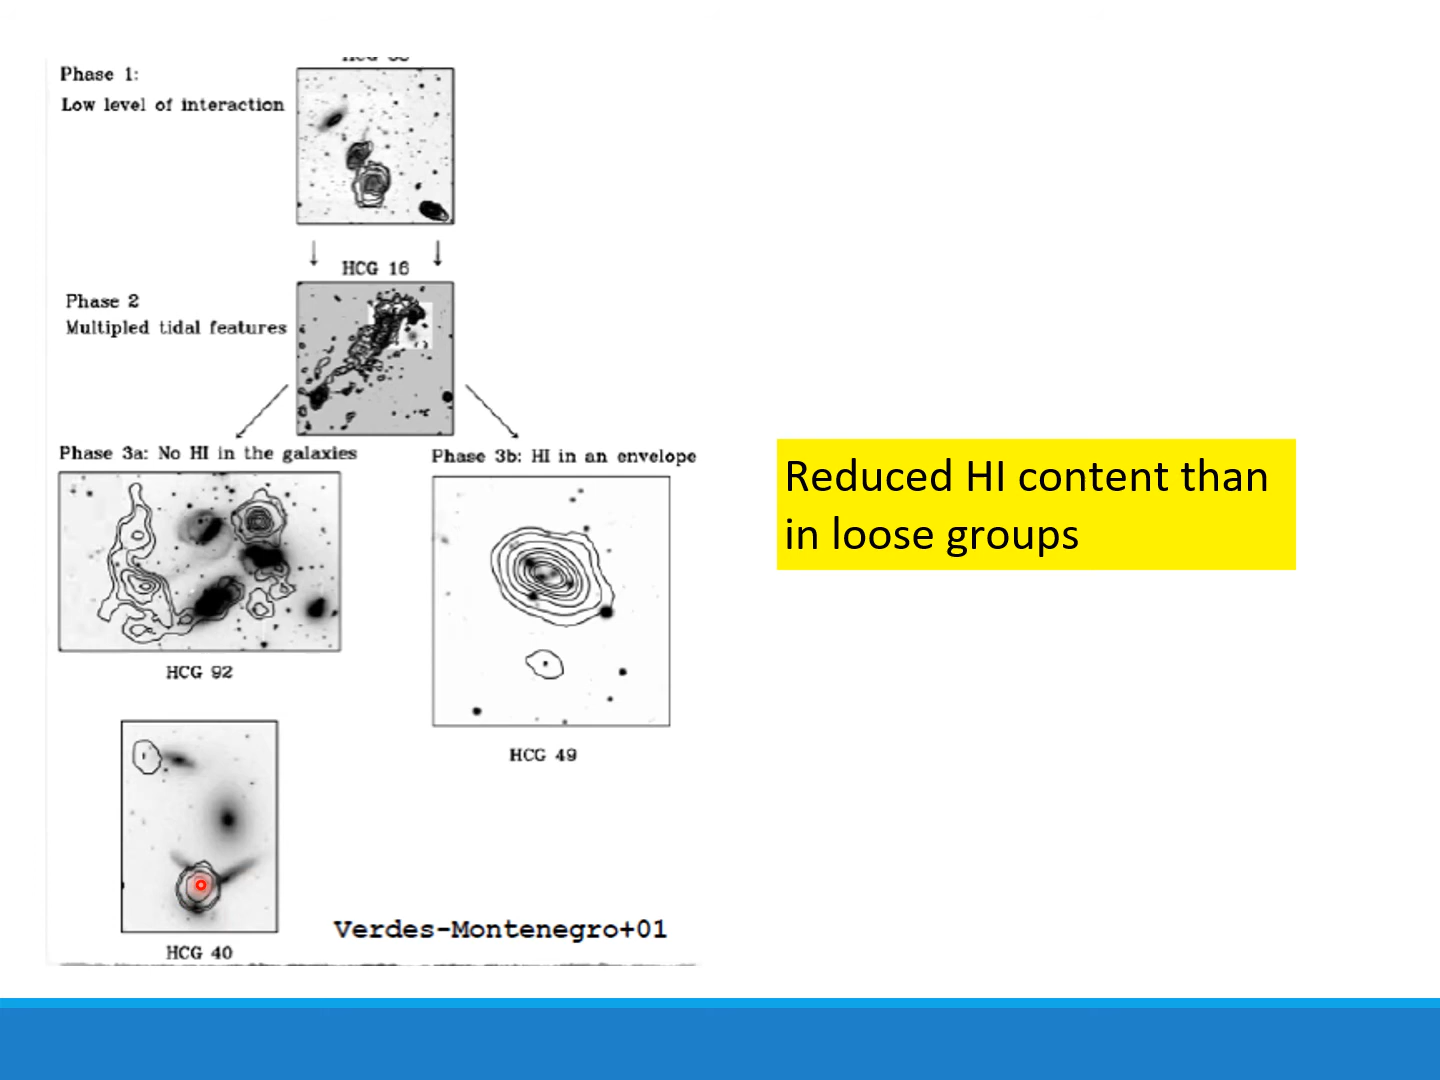 Phase 1:
Low level of interaction
HCG 16
Phase 2
Multipled tidal features
Phase 3a: No HI in the galaxies
Phase 3b: HI in an envelope
HCG 92
HCG 49
HCG 40
Verdes-Montenegro+01
Reduced HI content than
in loose groups